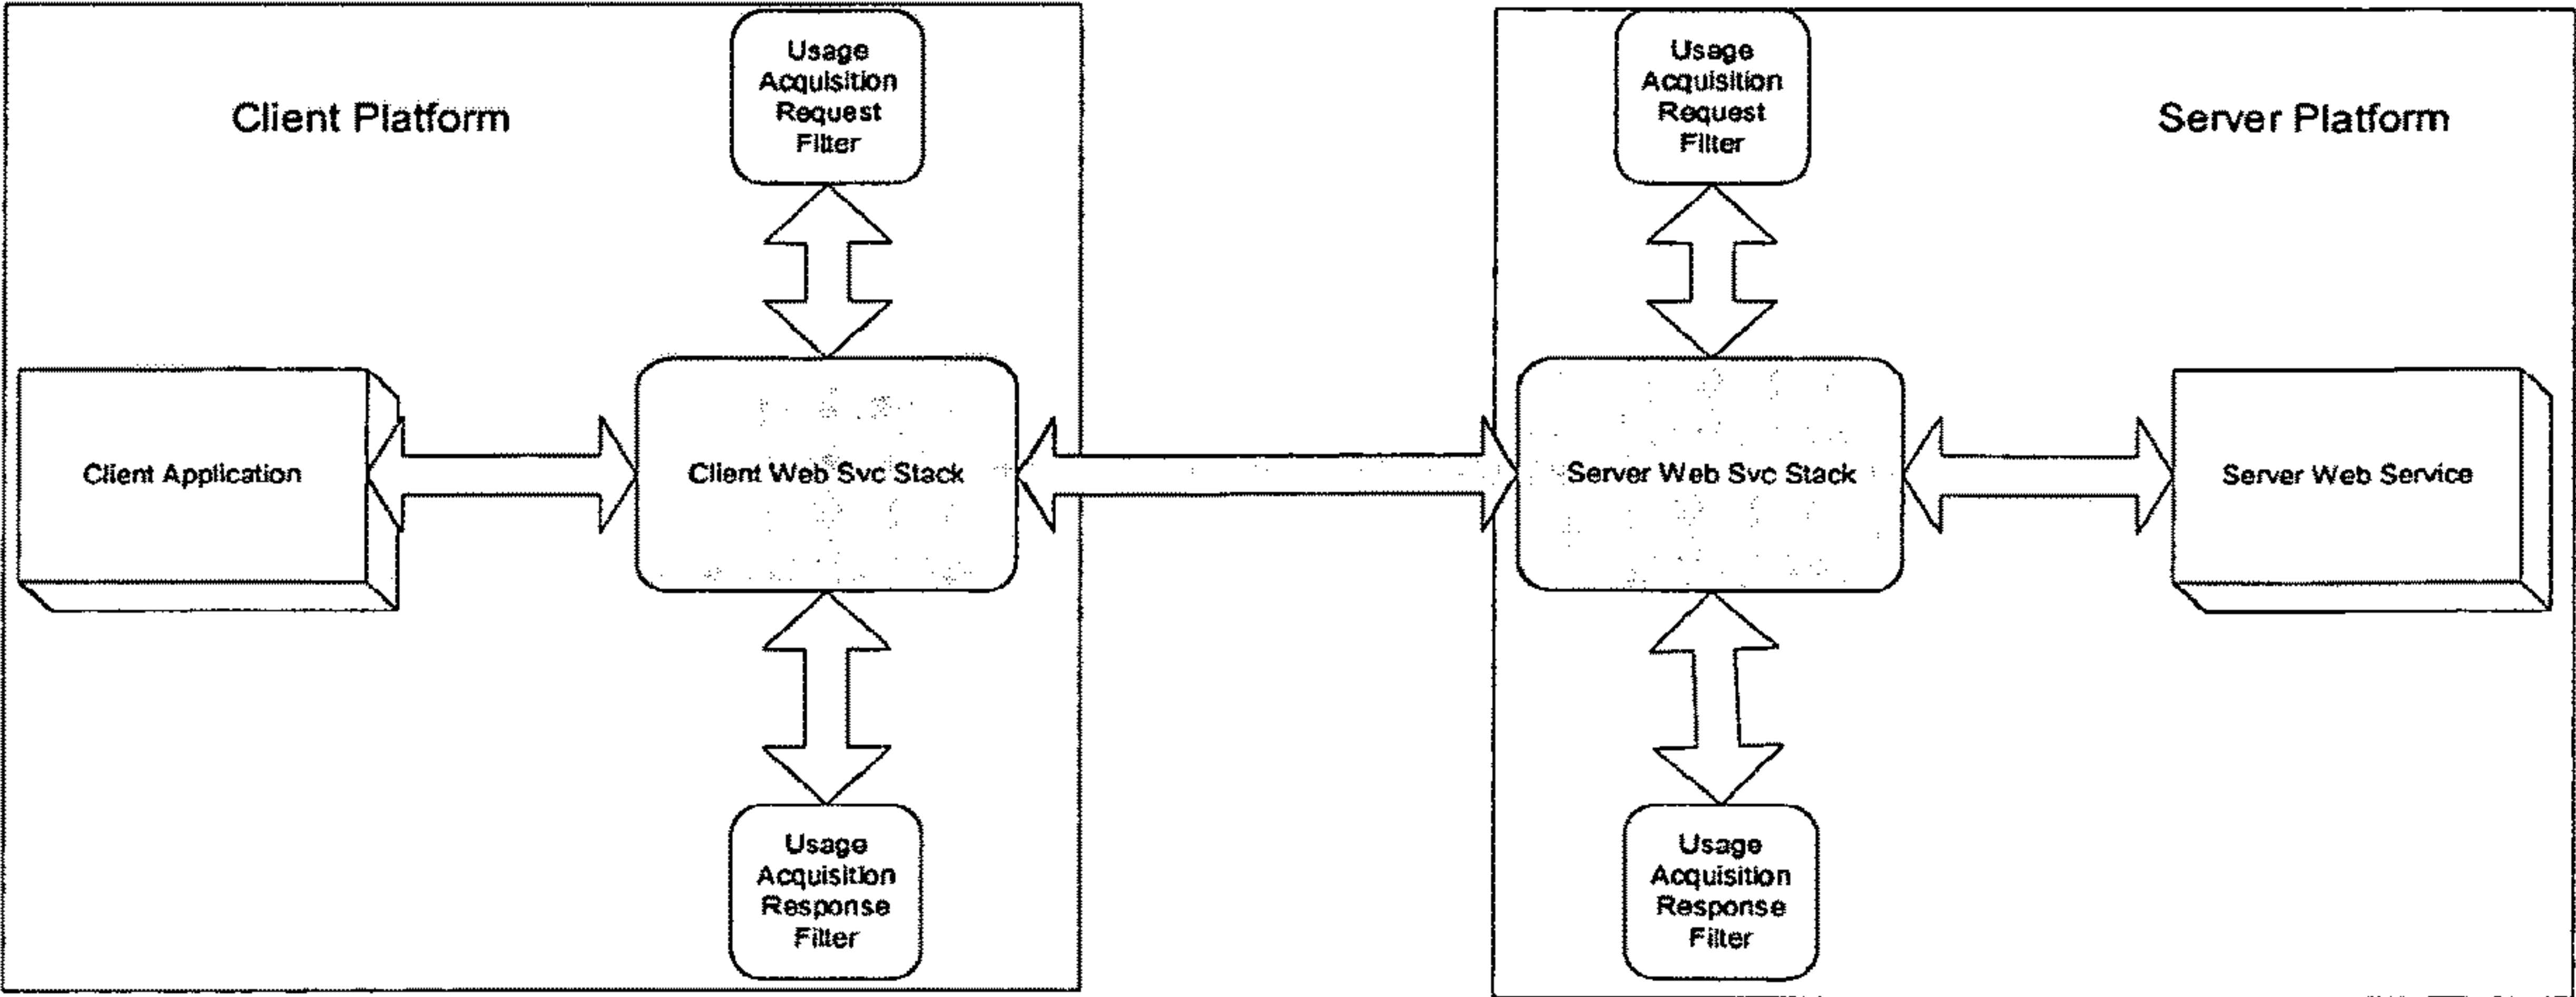 Usage
Acquisition
Request
Filter
Client Platform
Client Application
Client Web Svc Stack
Usage
Acquisition
Response
Filter
Usage
Acquisition
Request
Filter
Server Platform
Server Web Svc Stack
Server Web Service
Usage
Acquisition
Response
Filter